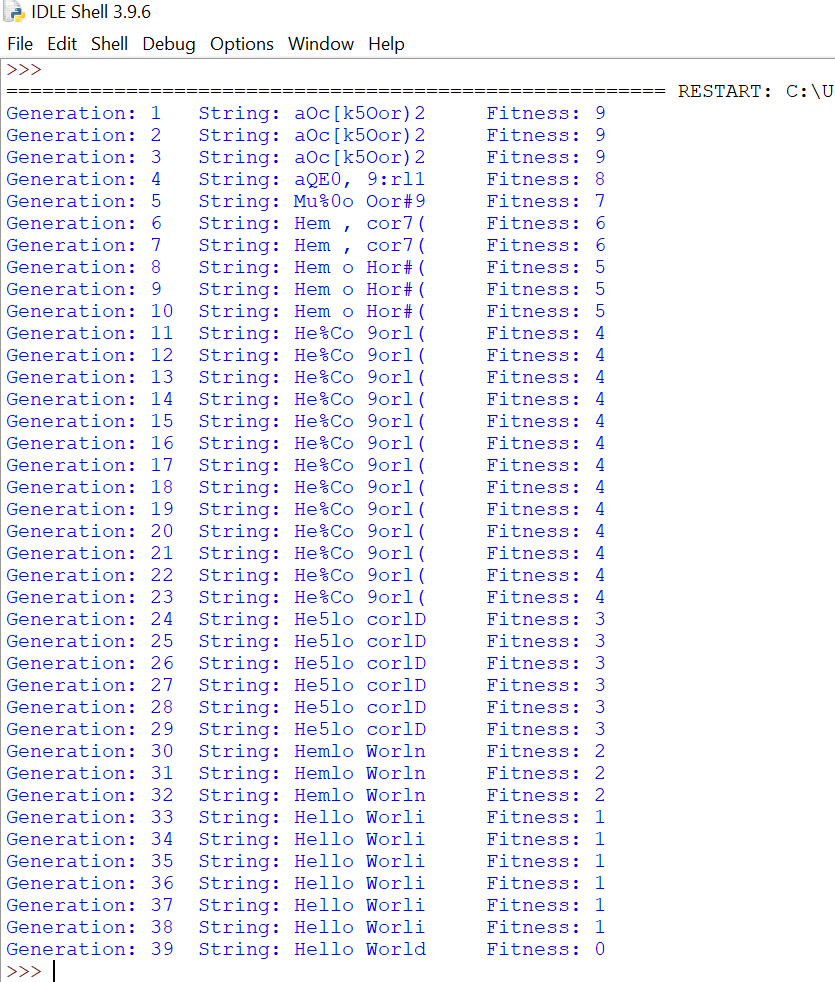 IDLE Shell 3.9.6
File Edit Shell Debug Options Window Help
>>>
======================================================= RESTART: C:\U
Generation: 1 String: aOc[k5Oor)2 Fitness: 9
Generation: 2 String: aOc[k5Oor)2 Fitness: 9
Generation: 3 String: aOc[k5Oor)2 Fitness: 9
Generation: 4 String: aQE0, 9:rl1 Fitness: 8
Generation: 5 String: Mu%0o Oor#9 Fitness: 7
Generation: 6 String: Hem , cor7( Fitness: 6
Generation: 7 String: Hem , cor7( Fitness: 6
Generation: 8 String: Hem o Hor#( Fitness: 5
Generation: 9 String: Hem o Hor#( Fitness: 5
Generation: 10 String: Hem o Hor#( Fitness: 5
Generation: 11 String: He%Co 9orl( Fitness: 4
Generation: 12 String: He%Co 9orl( Fitness: 4
Generation: 13 String: He%Co 9orl( Fitness: 4
Generation: 14 String: He%Co 9orl( Fitness: 4
Generation: 15 String: He%Co 9orl( Fitness: 4
Generation: 16 String: He%Co 9orl( Fitness: 4
Generation: 17 String: He%Co 9orl( Fitness: 4
Generation: 18 String: He%Co 9orl( Fitness: 4
Generation: 19 String: He%Co 9orl( Fitness: 4
Generation: 20 String: He%Co 9orl( Fitness: 4
Generation: 21 String: He%Co 9orl( Fitness: 4
Generation: 22 String: He%Co 9orl( Fitness: 4
Generation: 23 String: He%Co 9orl( Fitness: 4
Generation: 24 String: He5lo corlD Fitness: 3
Generation: 25 String: He5lo corlD Fitness: 3
Generation: 26 String: He5lo corlD Fitness: 3
Generation: 27 String: He5lo corlD Fitness: 3
Generation: 28 String: He5lo corlD Fitness: 3
Generation: 29 String: He5lo corlD Fitness: 3
Generation: 30 String: Hemlo Worln Fitness: 2
Generation: 31 String: Hemlo Worln Fitness: 2
Generation: 32 String: Hemlo Worln Fitness: 2
Generation: 33 String: Hello Worli Fitness: 1
Generation: 34 String: Hello Worli Fitness: 1
Generation: 35 String: Hello Worli Fitness: 1
Generation: 36 String: Hello Worli Fitness: 1
Generation: 37 String: Hello Worli Fitness: 1
Generation: 38 String: Hello Worli Fitness: 1
Generation: 39 String: Hello World Fitness: 0
>>>